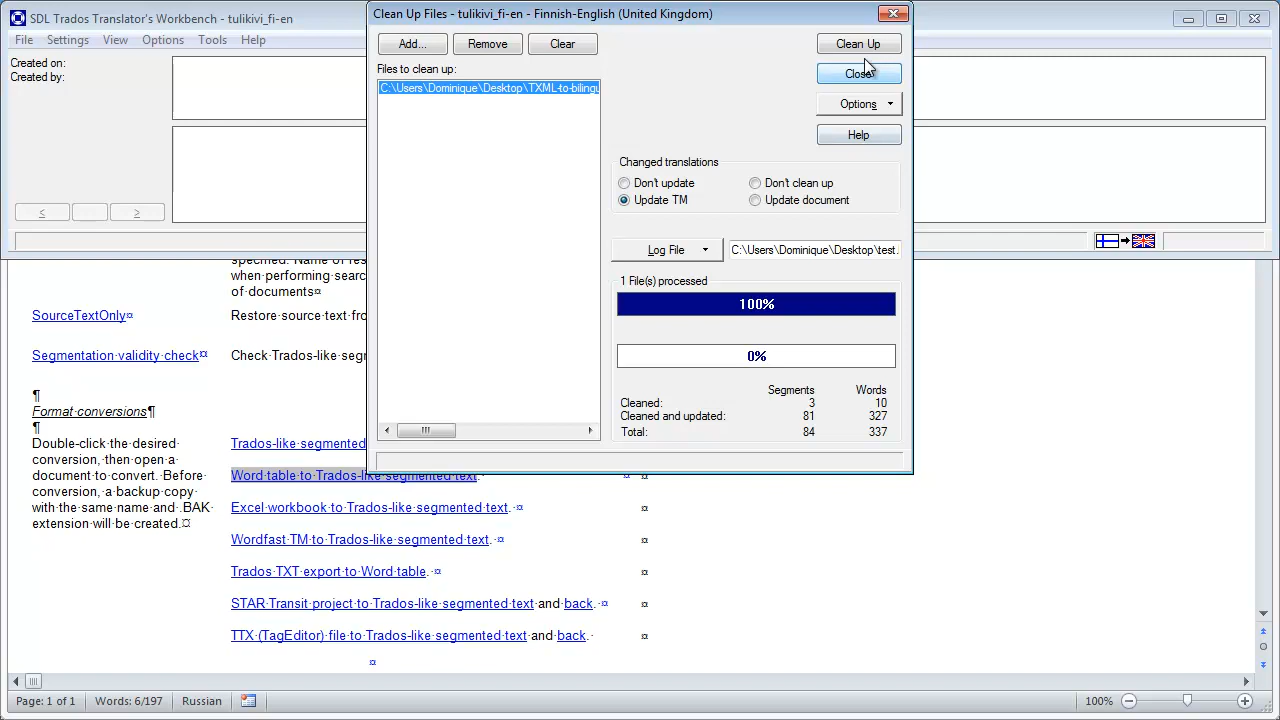 SDL Trados Translator's Workbench - tulikivi_fi-en
File Settings View Options Tools Help
Created on:
Created by:
< >
Clean Up Files - tulikivi_fi-en - Finnish-English (United Kingdom)
Add... Remove Clear
Files to clean up:
C:\Users\Dominique\Desktop\TXML-to-bilingu
Clean Up
Close
Options
Help
Changed translations
Don't update Don't clean up
Update TM Update document
Log File C:\Users\Dominique\Desktop\test.
1 File(s) processed
100%
0%
Segments Words
Cleaned: 3 10
Cleaned and updated: 81 327
Total: 84 337
specified. Name of res
when·performing·searc
of·documents¤
SourceTextOnly¤ Restore·source·text·fro
Segmentation·validity·check¤ Check·Trados-like·segr
¶
Format·conversions¶
¶
Double-click·the·desired·
conversion,·then·open·a·
document·to·convert.·Before·
conversion,·a·backup·copy·
with·the·same·name·and·.BAK·
extension·will·be·created.¤
Trados-like·segmented
Word·table·to·Trados-like·segmented·text.· ¤ ¤
Excel·workbook·to·Trados-like·segmented·text.·¤ ¤
Wordfast·TM·to·Trados-like·segmented·text.·¤ ¤
Trados·TXT·export·to·Word·table.·¤ ¤
STAR·Transit·project·to·Trados-like·segmented·text·and·back.·¤ ¤
TTX·(TagEditor)·file·to·Trados-like·segmented·text·and·back.· ¤
¤
Page: 1 of 1 Words: 6/197 Russian 100%